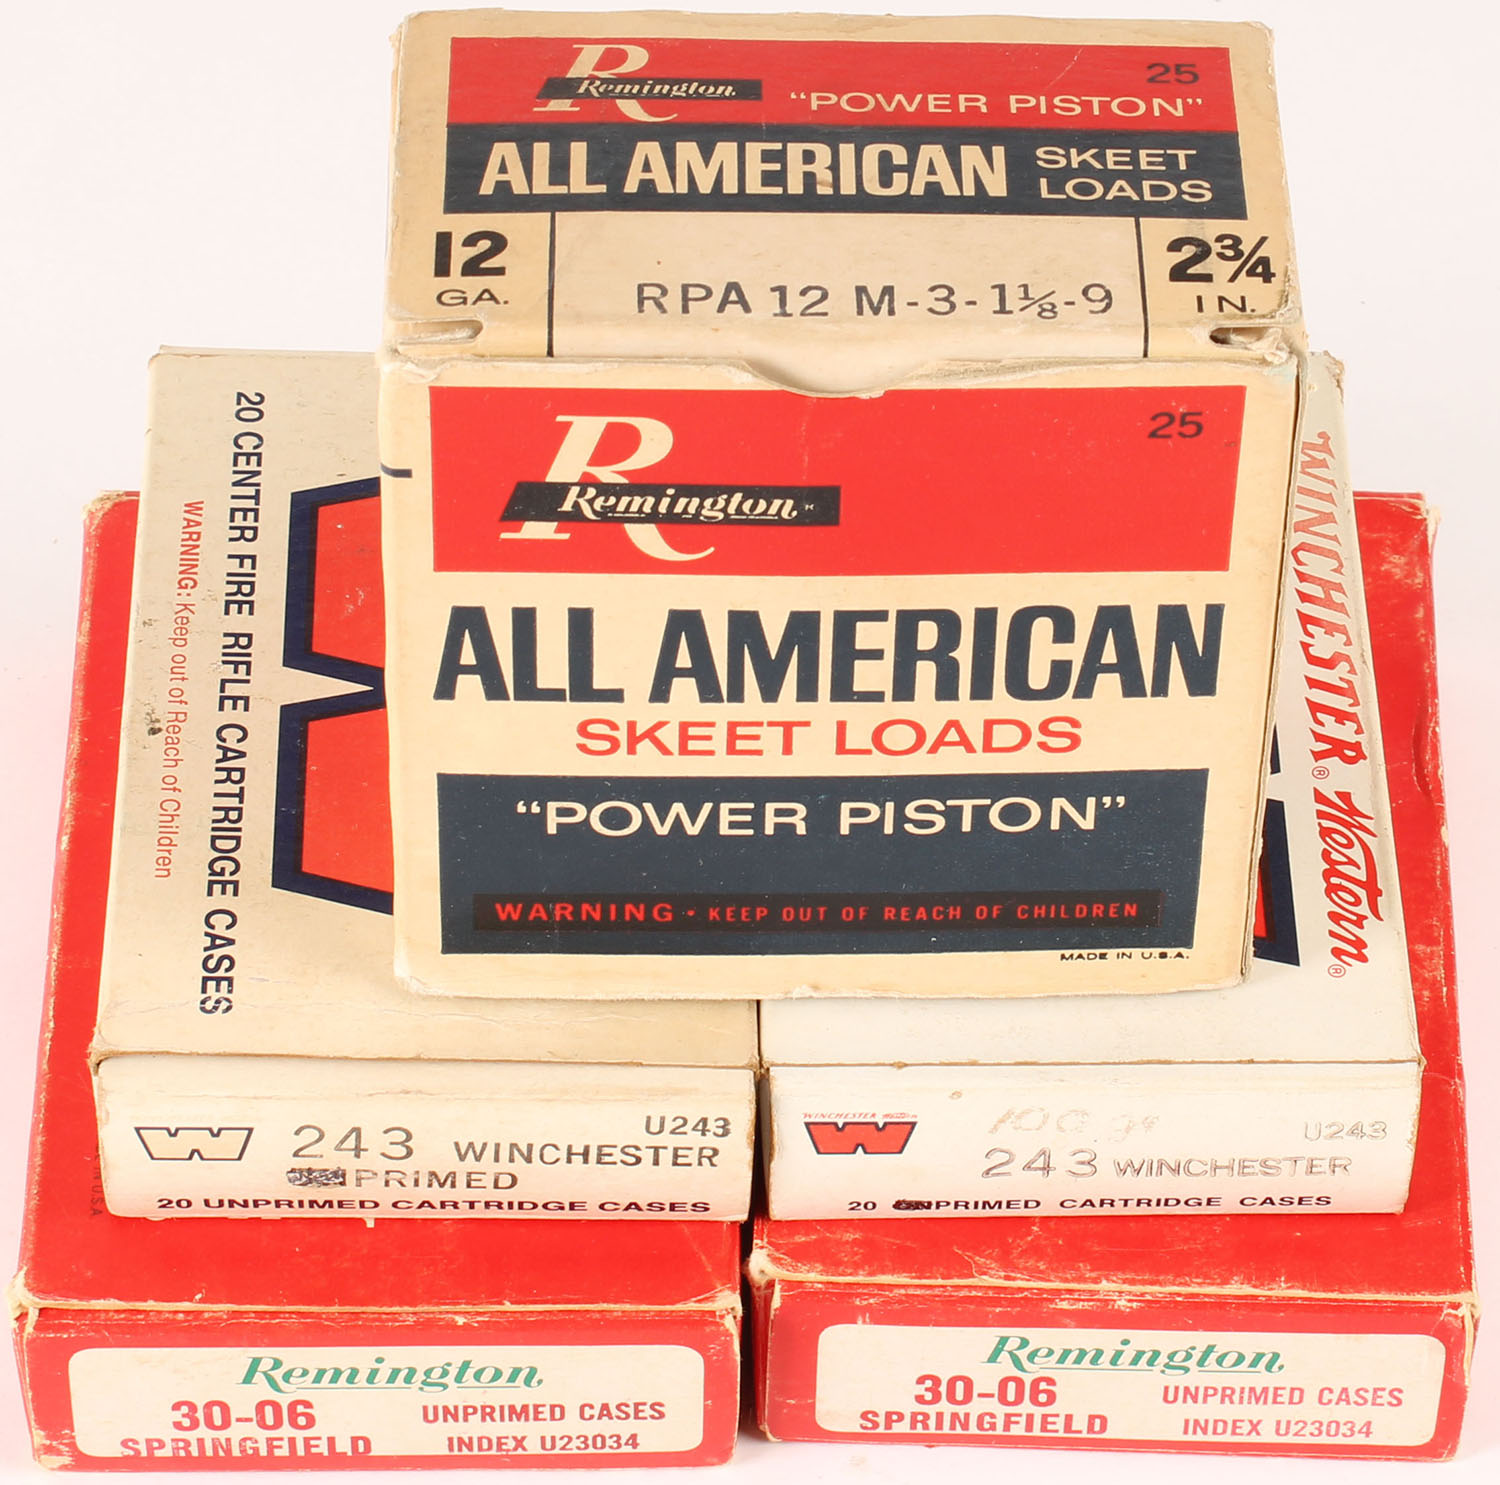 Remington
25
"POWER PISTON"
ALL AMERICAN
SKEET
LOADS
12
GA.
RPA 12 M-3-1⅛-9
2¾
IN.
25
Remington
ALL AMERICAN
SKEET LOADS
"POWER PISTON"
WARNING • KEEP OUT OF REACH OF CHILDREN
MADE IN U.S.A.
20 CENTER FIRE RIFLE CARTRIDGE CASES
WARNING: Keep out of Reach of Children
WINCHESTER® Western®
U243
243 WINCHESTER
PRIMED
20 UNPRIMED CARTRIDGE CASES
WINCHESTER Western
U243
243 WINCHESTER
20 UNPRIMED CARTRIDGE CASES
IN U.S.A.
Remington
30-06
SPRINGFIELD
UNPRIMED CASES
INDEX U23034
Remington
30-06
SPRINGFIELD
UNPRIMED CASES
INDEX U23034